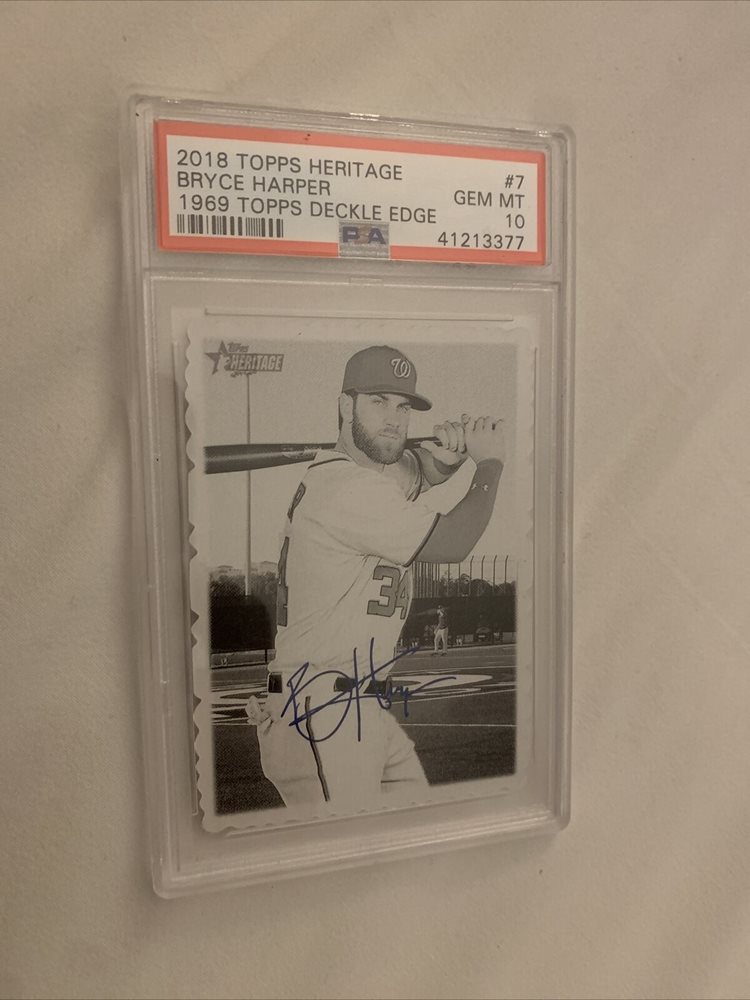 2018 TOPPS HERITAGE #7
BRYCE HARPER GEM MT
1969 TOPPS DECKLE EDGE 10
PSA 41213377
Topps
HERITAGE
W
34